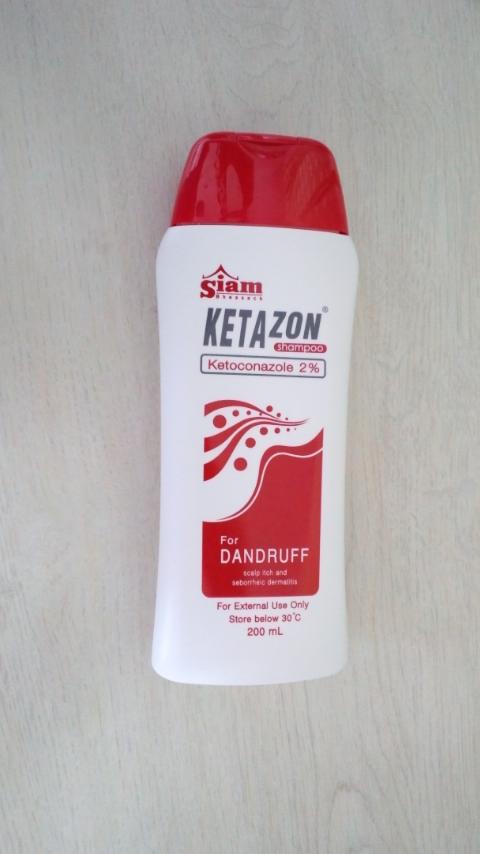 Siam
Bheasach
KETAZON®
shampoo
Ketoconazole 2%
For
DANDRUFF
scalp itch and
seborrheic dermatitis
For External Use Only
Store below 30°C
200 mL